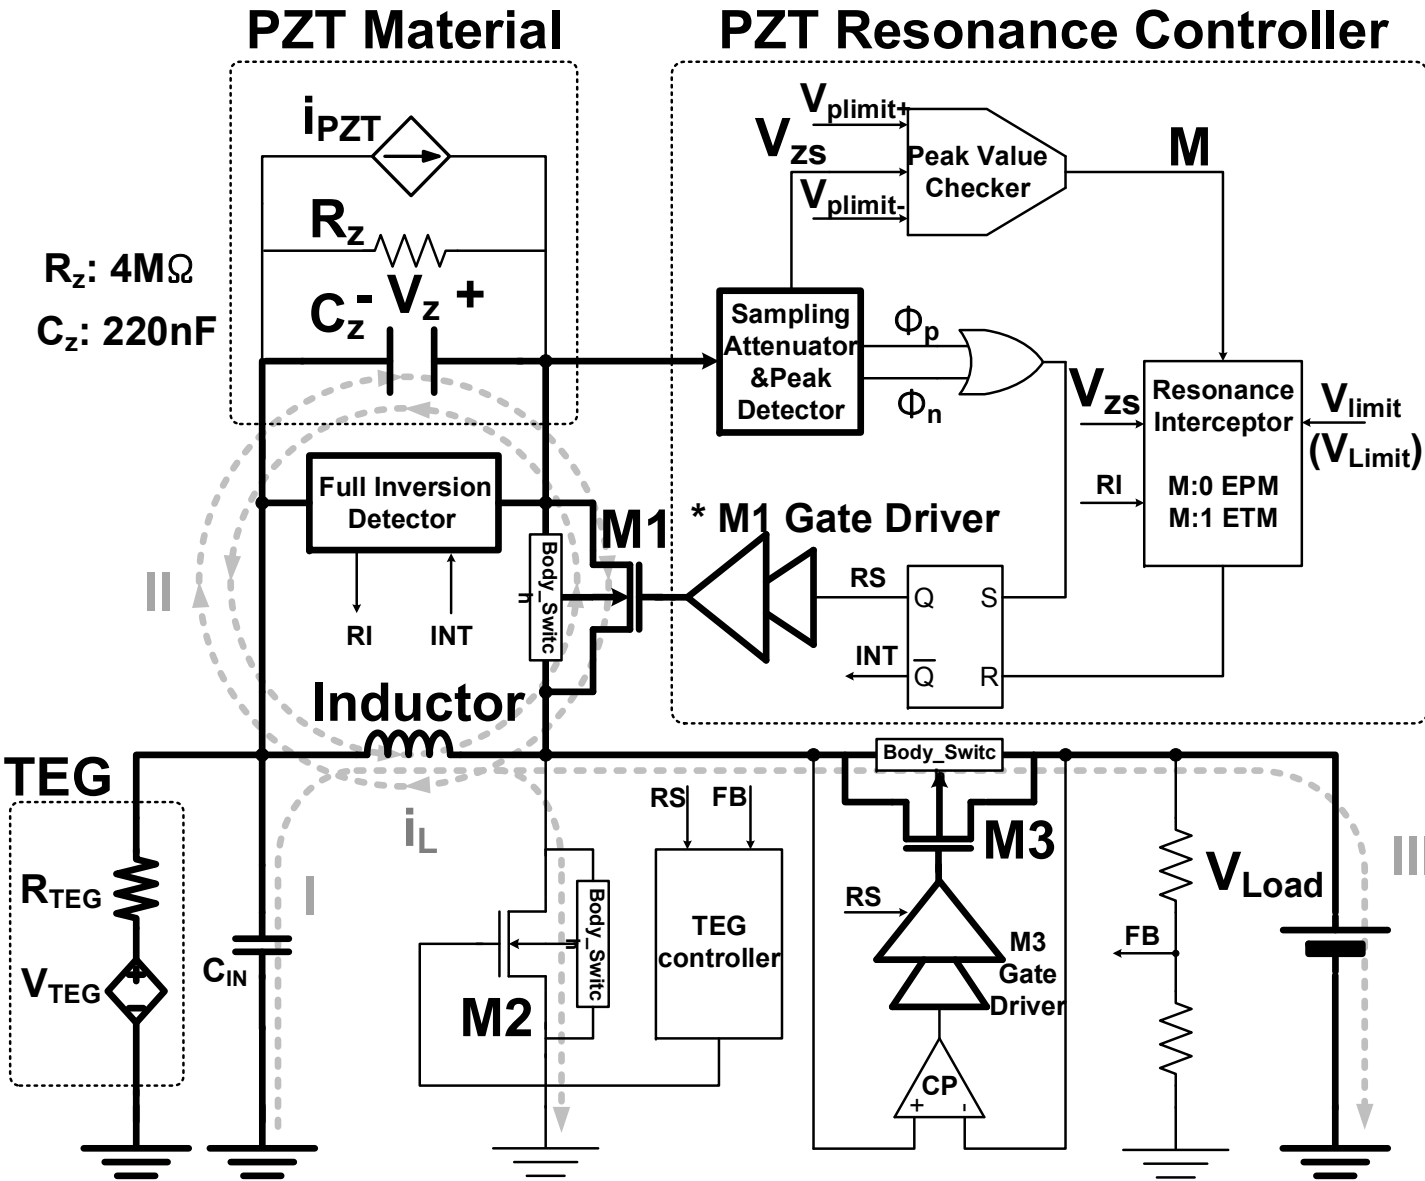 PZT Material
PZT Resonance Controller
iPZT
Rz
Rz: 4MΩ
Cz: 220nF
Cz
- Vz +
Vplimit+
Vzs
Vplimit-
Peak Value
Checker
M
Sampling
Attenuator
&Peak
Detector
Φp
Φn
Vzs
RI
Resonance
Interceptor
M:0 EPM
M:1 ETM
Vlimit
(VLimit)
Full Inversion
Detector
RI
INT
Body_Switc
h
M1
* M1 Gate Driver
RS
INT
Q
S
Q
R
II
Inductor
TEG
RTEG
VTEG
CIN
I
iL
M2
Body_Switc
h
RS
FB
TEG
controller
Body_Switc
M3
RS
M3
Gate
Driver
CP
+
-
FB
VLoad
III